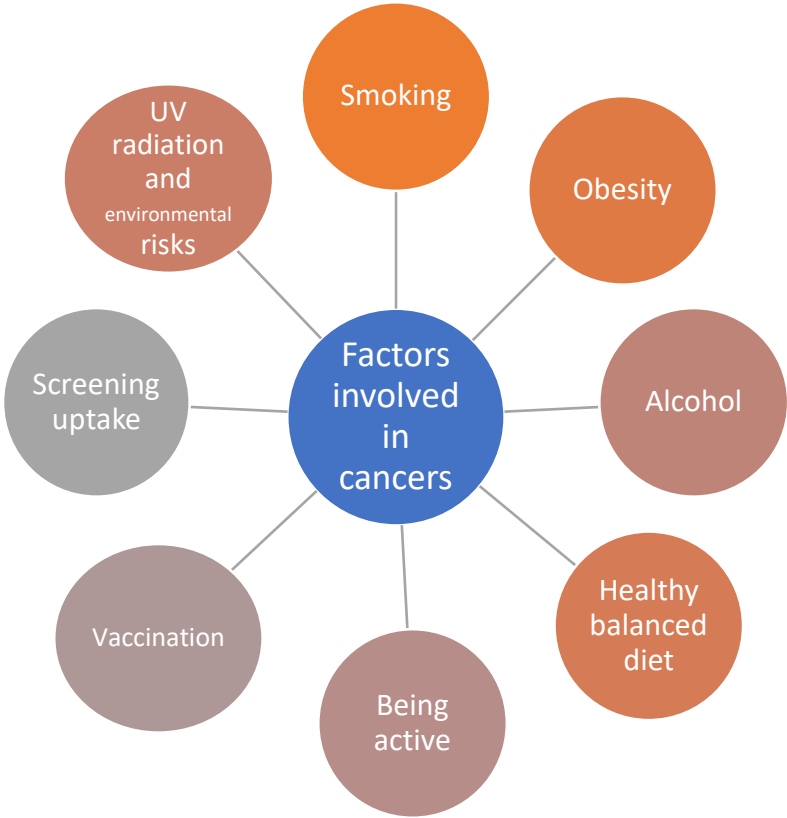 Smoking
Obesity
Alcohol
Healthy
balanced
diet
Being
active
Vaccination
Screening
uptake
UV
radiation
and
environmental
risks
Factors
involved
in
cancers